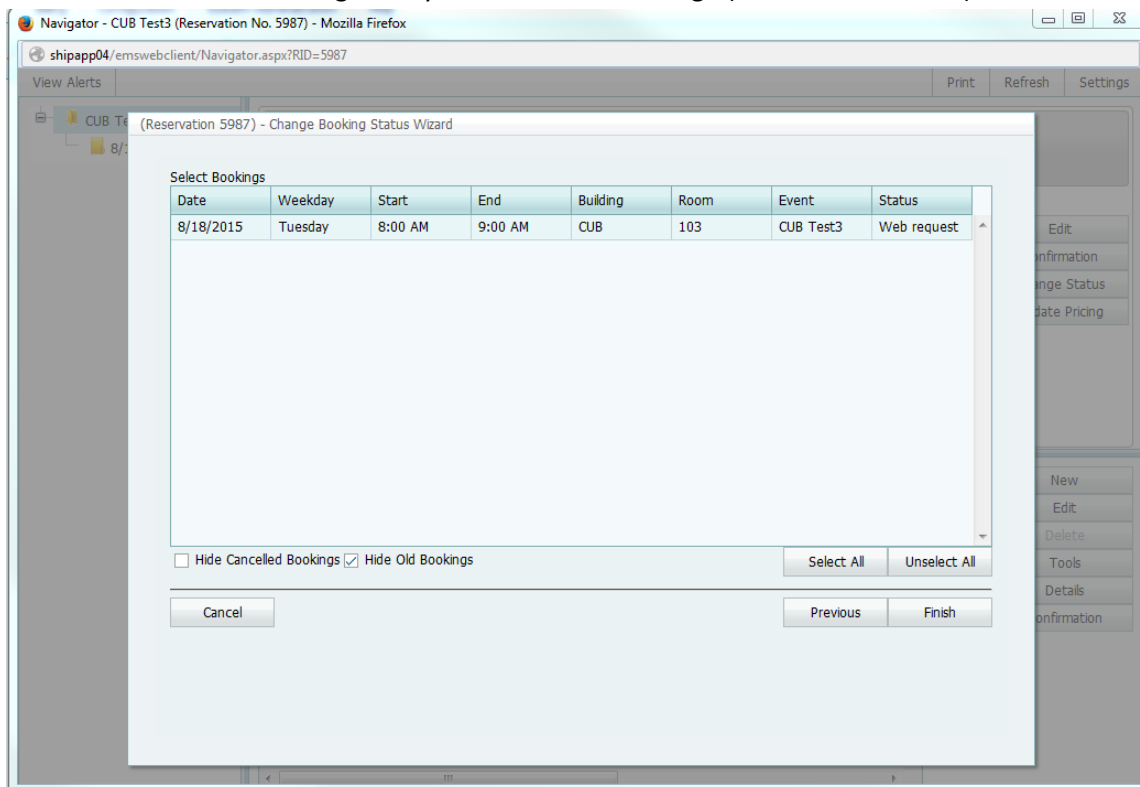 Navigator - CUB Test3 (Reservation No. 5987) - Mozilla Firefox
shipapp04/emswebclient/Navigator.aspx?RID=5987
View Alerts Print Refresh Settings
CUB Te
8/
(Reservation 5987) - Change Booking Status Wizard
Select Bookings
Date Weekday Start End Building Room Event Status
8/18/2015 Tuesday 8:00 AM 9:00 AM CUB 103 CUB Test3 Web request
Edit
nfirmation
ange Status
date Pricing
Hide Cancelled Bookings Hide Old Bookings Select All Unselect All
Cancel Previous Finish
New
Edit
Delete
Tools
Details
onfirmation